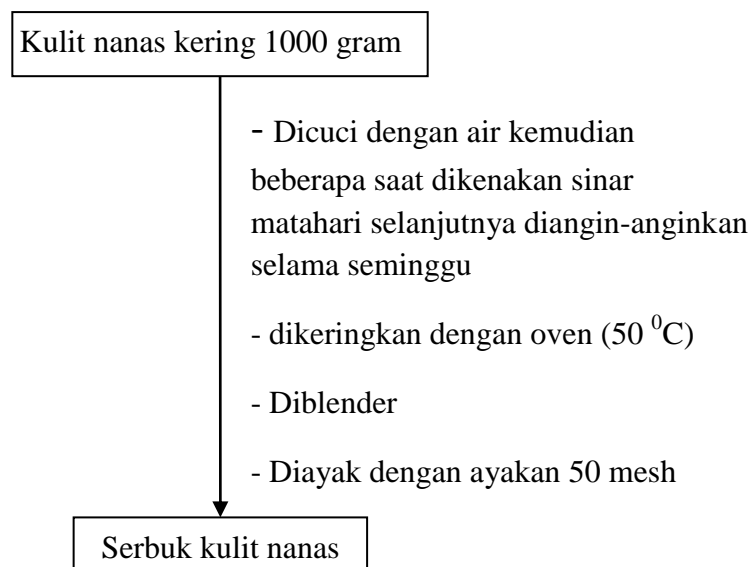 Kulit nanas kering 1000 gram
- Dicuci dengan air kemudian
beberapa saat dikenakan sinar
matahari selanjutnya diangin-anginkan
selama seminggu
- dikeringkan dengan oven (50 ⁰C)
- Diblender
- Diayak dengan ayakan 50 mesh
Serbuk kulit nanas